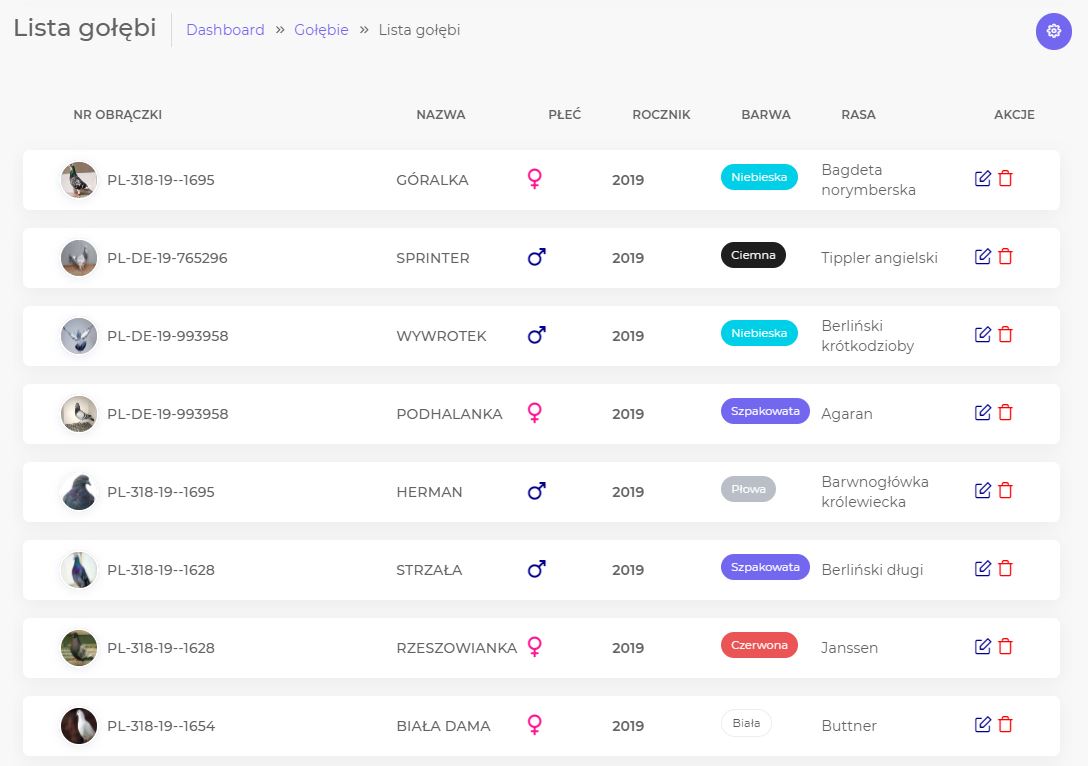 Lista gołębi Dashboard » Gołębie » Lista gołębi
NR OBRĄCZKI NAZWA PŁEĆ ROCZNIK BARWA RASA AKCJE
PL-318-19--1695 GÓRALKA 2019 Niebieska Bagdeta
norymberska
PL-DE-19-765296 SPRINTER 2019 Ciemna Tippler angielski
PL-DE-19-993958 WYWROTEK 2019 Niebieska Berliński
krótkodzioby
PL-DE-19-993958 PODHALANKA 2019 Szpakowata Agaran
PL-318-19--1695 HERMAN 2019 Płowa Barwnogłówka
królewiecka
PL-318-19--1628 STRZAŁA 2019 Szpakowata Berliński długi
PL-318-19--1628 RZESZOWIANKA 2019 Czerwona Janssen
PL-318-19--1654 BIAŁA DAMA 2019 Biała Buttner